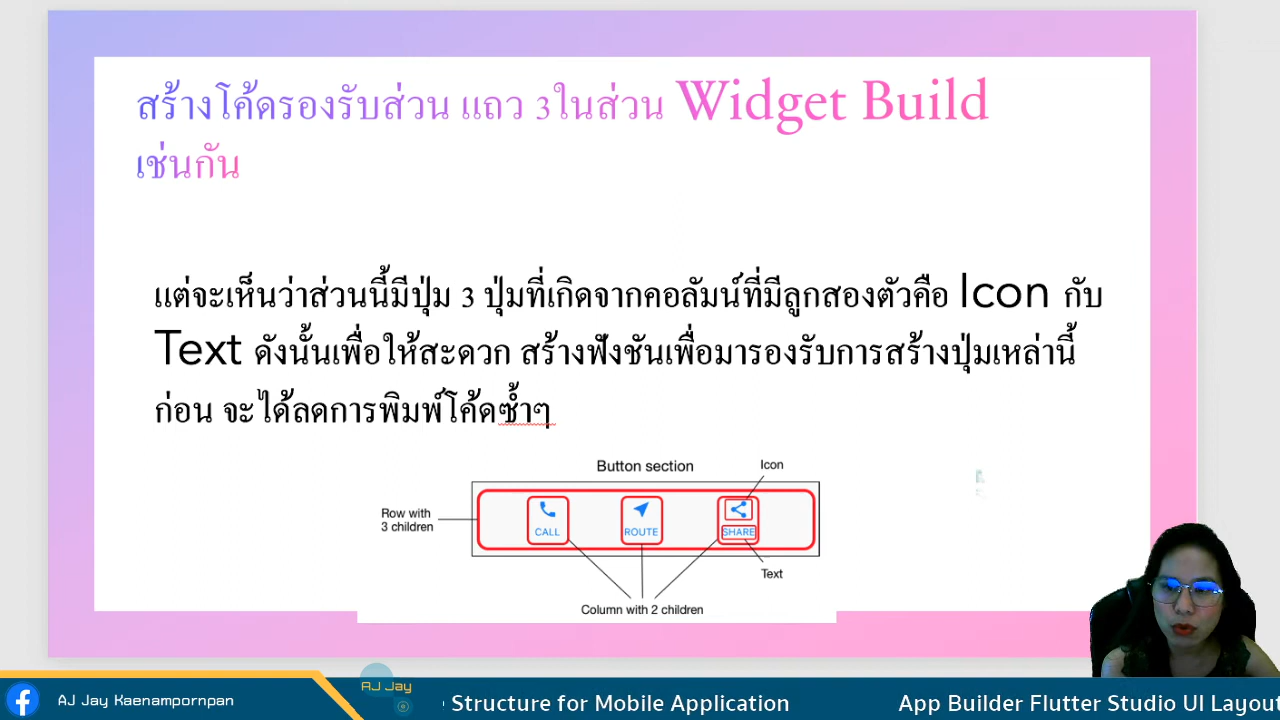 สร้างโค้ดรองรับส่วน แถว 3ในส่วน Widget Build
เช่นกัน
แต่จะเห็นว่าส่วนนี้มีปุ่ม 3 ปุ่มที่เกิดจากคอลัมน์ที่มีลูกสองตัวคือ Icon กับ
Text ดังนั้นเพื่อให้สะดวก สร้างฟังชันเพื่อมารองรับการสร้างปุ่มเหล่านี้
ก่อน จะได้ลดการพิมพ์โค้ดซ้ำๆ
Button section
Icon
Row with
3 children
CALL
ROUTE
SHARE
Text
Column with 2 children
AJ Jay Kaenampornpan
AJ Jay
Structure for Mobile Application
App Builder Flutter Studio UI Layout